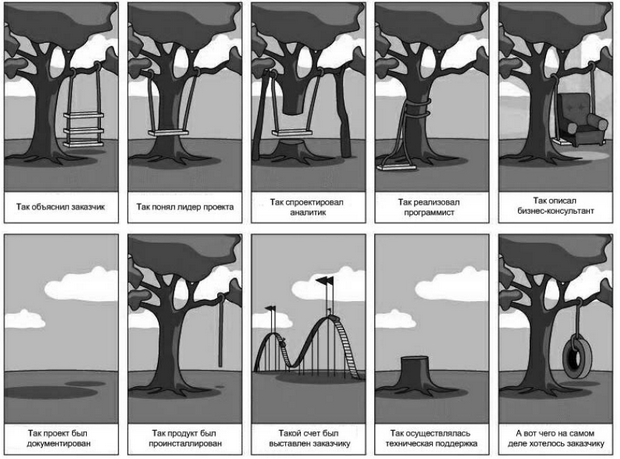 Так объяснил заказчик
Так понял лидер проекта
Так спроектировал
аналитик
Так реализовал
программист
Так описал
бизнес-консультант
Так проект был
документирован
Так продукт был
проинсталлирован
Такой счет был
выставлен заказчику
Так осуществлялась
техническая поддержка
А вот чего на самом
деле хотелось заказчику